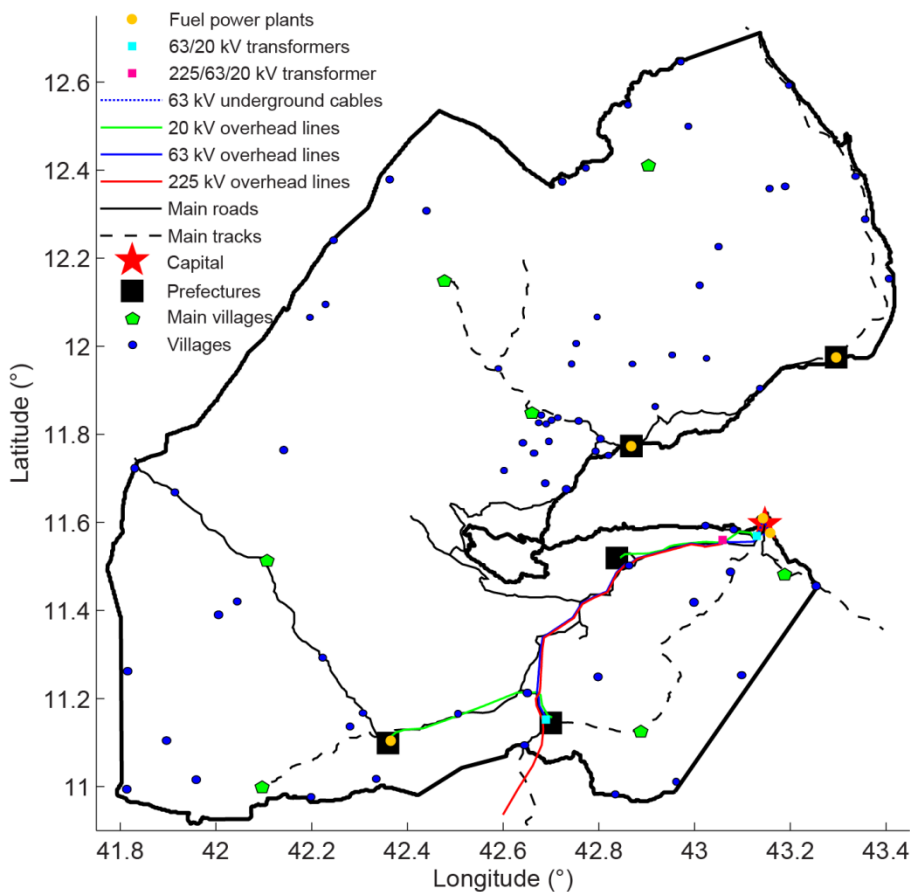 Fuel power plants
63/20 kV transformers
225/63/20 kV transformer
63 kV underground cables
20 kV overhead lines
63 kV overhead lines
225 kV overhead lines
Main roads
Main tracks
Capital
Prefectures
Main villages
Villages
Latitude (°)
12.6
12.4
12.2
12
11.8
11.6
11.4
11.2
11
41.8 42 42.2 42.4 42.6 42.8 43 43.2 43.4
Longitude (°)